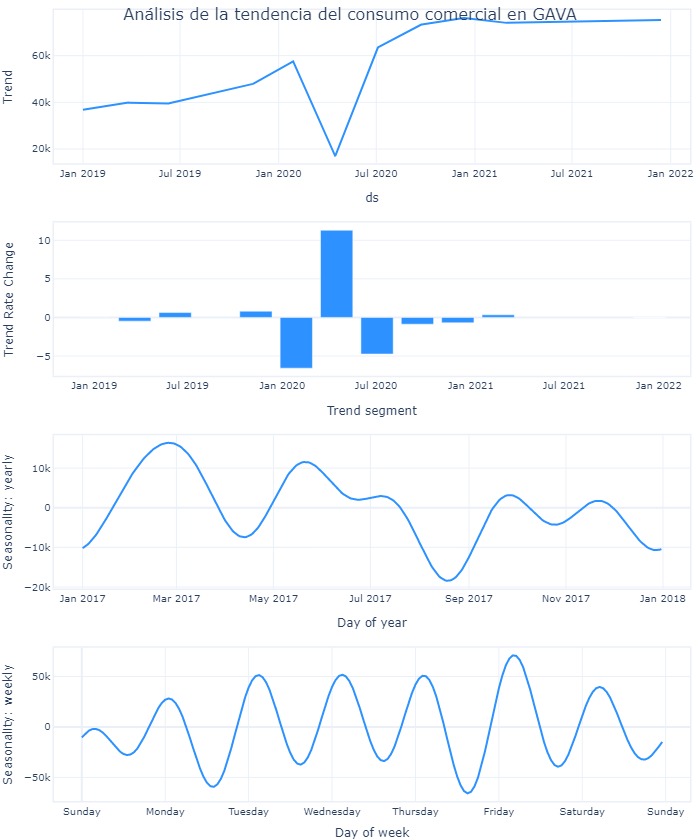 Análisis de la tendencia del consumo comercial en GAVA
Trend
60k
40k
20k
Jan 2019 Jul 2019 Jan 2020 Jul 2020 Jan 2021 Jul 2021 Jan 2022
ds
Trend Rate Change
10
5
0
−5
Jan 2019 Jul 2019 Jan 2020 Jul 2020 Jan 2021 Jul 2021 Jan 2022
Trend segment
Seasonality: yearly
10k
0
−10k
−20k
Jan 2017 Mar 2017 May 2017 Jul 2017 Sep 2017 Nov 2017 Jan 2018
Day of year
Seasonality: weekly
50k
0
−50k
Sunday Monday Tuesday Wednesday Thursday Friday Saturday Sunday
Day of week